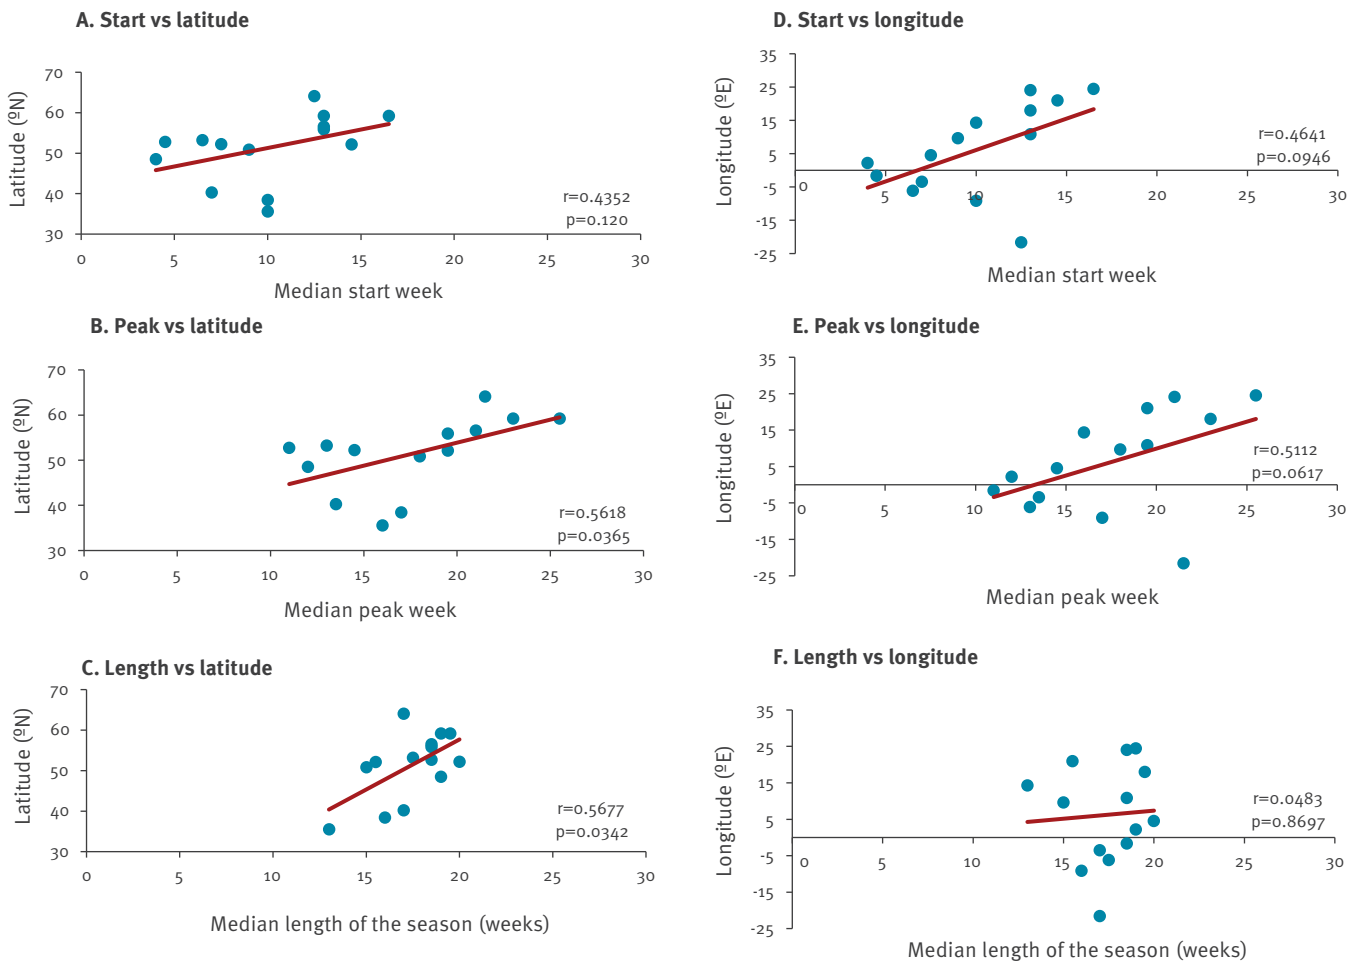 A. Start vs latitude
Latitude (ºN)
70
60
50
40
30
0 5 10 15 20 25 30
r=0.4352
p=0.120
Median start week
D. Start vs longitude
Longitude (ºE)
35
25
15
5
-5
-15
-25
0 5 10 15 20 25 30
r=0.4641
p=0.0946
Median start week
B. Peak vs latitude
Latitude (ºN)
70
60
50
40
30
0 5 10 15 20 25 30
r=0.5618
p=0.0365
Median peak week
E. Peak vs longitude
Longitude (ºE)
35
25
15
5
-5
-15
-25
0 5 10 15 20 25 30
r=0.5112
p=0.0617
Median peak week
C. Length vs latitude
Latitude (ºN)
70
60
50
40
30
0 5 10 15 20 25 30
r=0.5677
p=0.0342
Median length of the season (weeks)
F. Length vs longitude
Longitude (ºE)
35
25
15
5
-5
-15
-25
0 5 10 15 20 25 30
r=0.0483
p=0.8697
Median length of the season (weeks)